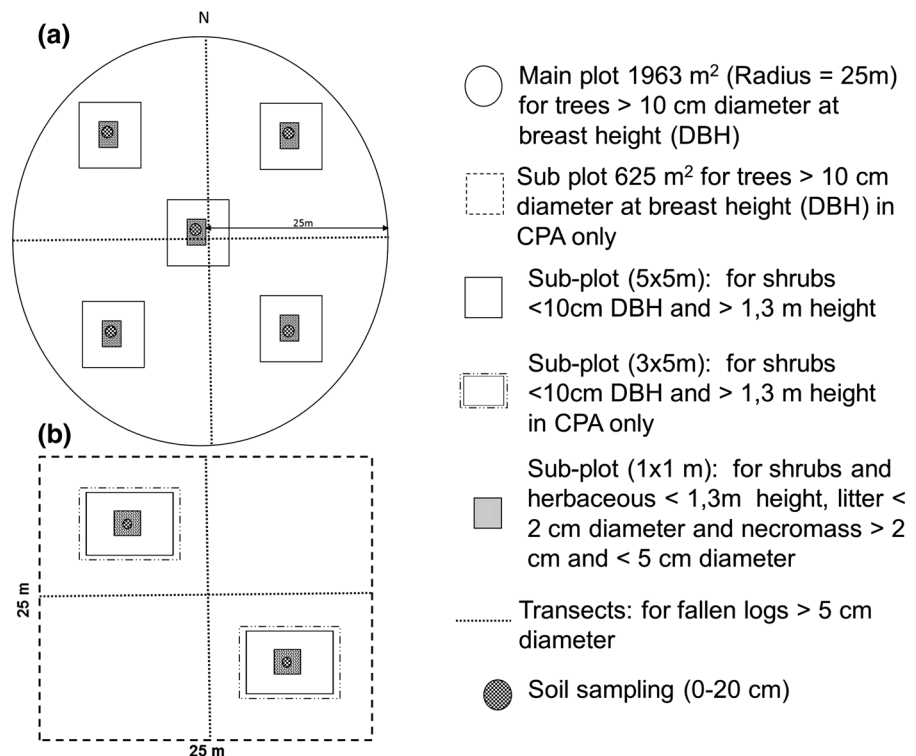 (a)
N
25m
(b)
25 m
25 m
Main plot 1963 m² (Radius = 25m)
for trees > 10 cm diameter at
breast height (DBH)
Sub plot 625 m² for trees > 10 cm
diameter at breast height (DBH) in
CPA only
Sub-plot (5x5m): for shrubs
<10cm DBH and > 1,3 m height
Sub-plot (3x5m): for shrubs
<10cm DBH and > 1,3 m height
in CPA only
Sub-plot (1x1 m): for shrubs and
herbaceous < 1,3m height, litter <
2 cm diameter and necromass > 2
cm and < 5 cm diameter
Transects: for fallen logs > 5 cm
diameter
Soil sampling (0-20 cm)